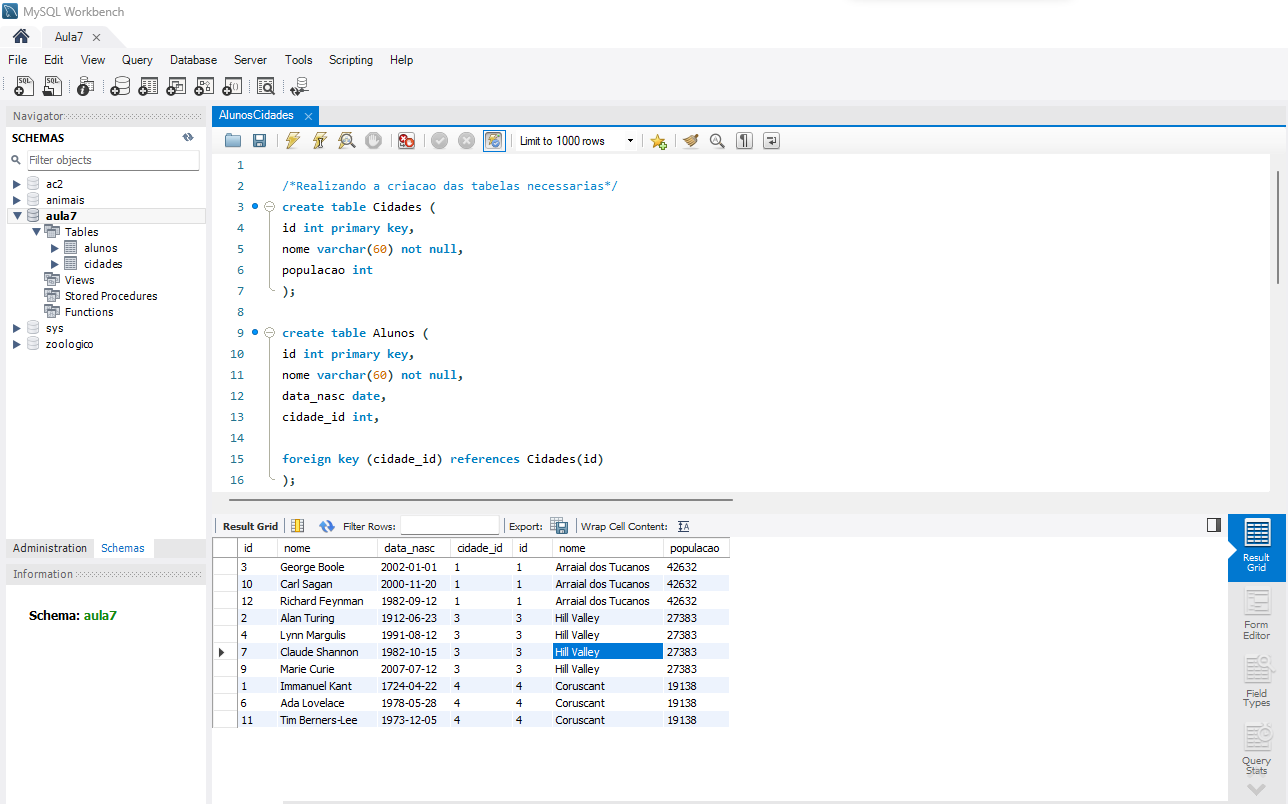 MySQL Workbench
Aula7
File Edit View Query Database Server Tools Scripting Help
Navigator
SCHEMAS
Filter objects
ac2
animais
aula7
Tables
alunos
cidades
Views
Stored Procedures
Functions
sys
zoologico
Administration Schemas
Information
Schema: aula7
AlunosCidades
Limit to 1000 rows
1
2 /*Realizando a criacao das tabelas necessarias*/
3 create table Cidades (
4 id int primary key,
5 nome varchar(60) not null,
6 populacao int
7 );
8
9 create table Alunos (
10 id int primary key,
11 nome varchar(60) not null,
12 data_nasc date,
13 cidade_id int,
14
15 foreign key (cidade_id) references Cidades(id)
16 );
Result Grid Filter Rows: Export: Wrap Cell Content:
id nome data_nasc cidade_id id nome populacao
3 George Boole 2002-01-01 1 1 Arraial dos Tucanos 42632
10 Carl Sagan 2000-11-20 1 1 Arraial dos Tucanos 42632
12 Richard Feynman 1982-09-12 1 1 Arraial dos Tucanos 42632
2 Alan Turing 1912-06-23 3 3 Hill Valley 27383
4 Lynn Margulis 1991-08-12 3 3 Hill Valley 27383
7 Claude Shannon 1982-10-15 3 3 Hill Valley 27383
9 Marie Curie 2007-07-12 3 3 Hill Valley 27383
1 Immanuel Kant 1724-04-22 4 4 Coruscant 19138
6 Ada Lovelace 1978-05-28 4 4 Coruscant 19138
11 Tim Berners-Lee 1973-12-05 4 4 Coruscant 19138
Result
Grid
Form
Editor
Field
Types
Query
Stats